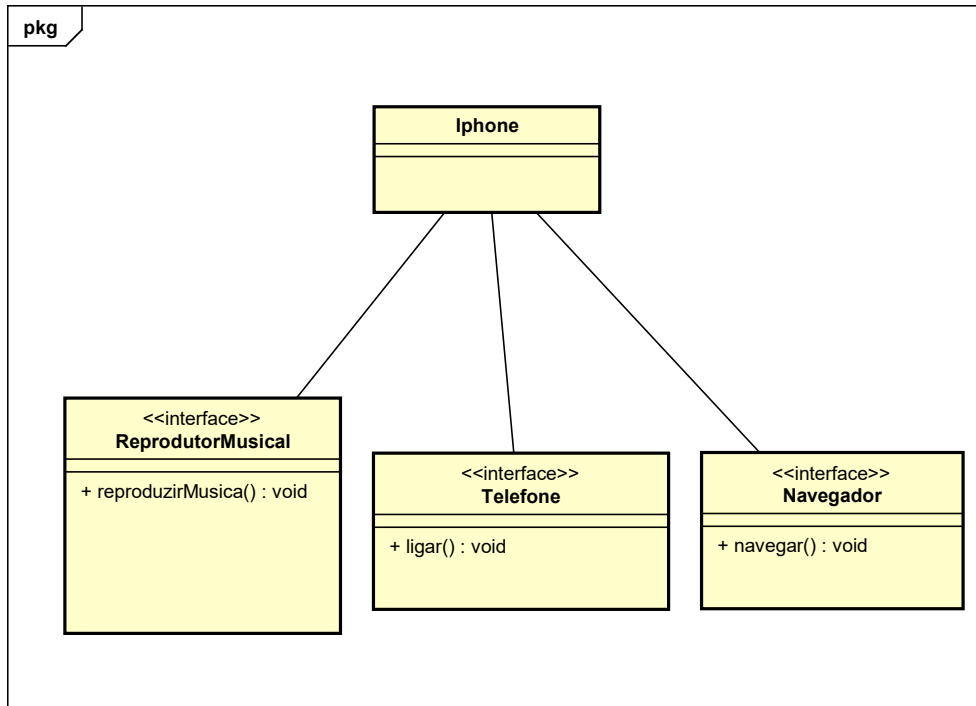 pkg
Iphone
<<interface>>
ReprodutorMusical
+ reproduzirMusica() : void
<<interface>>
Telefone
+ ligar() : void
<<interface>>
Navegador
+ navegar() : void